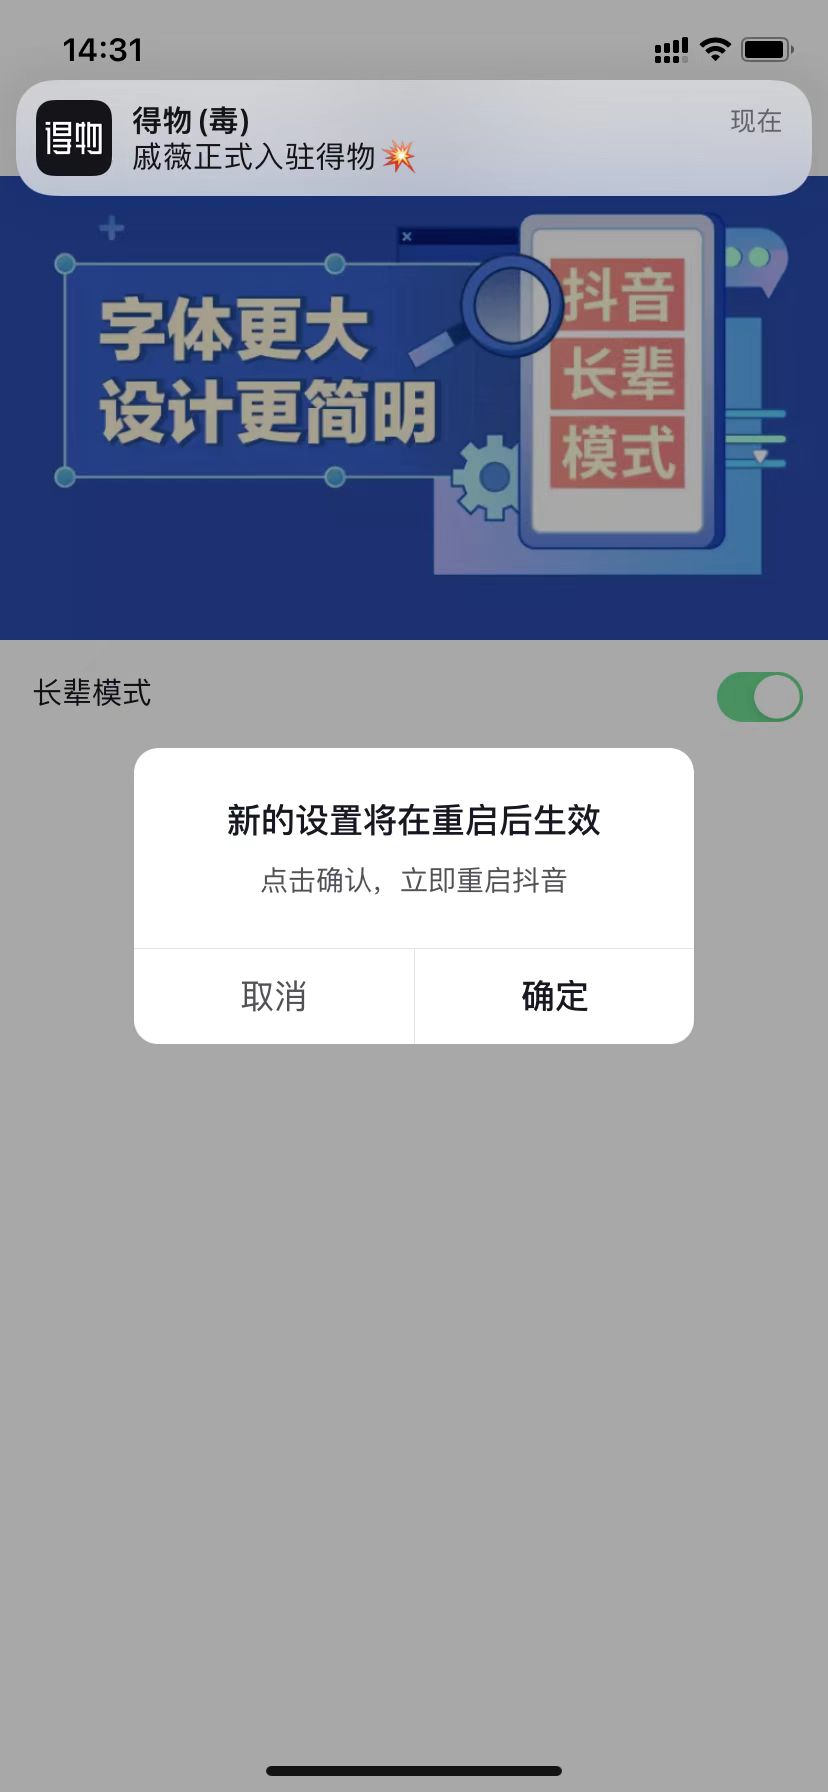 14:31
得物
得物 (毒)
现在
戚薇正式入驻得物💥
字体更大
设计更简明
抖音
长辈
模式
长辈模式
新的设置将在重启后生效
点击确认，立即重启抖音
取消
确定